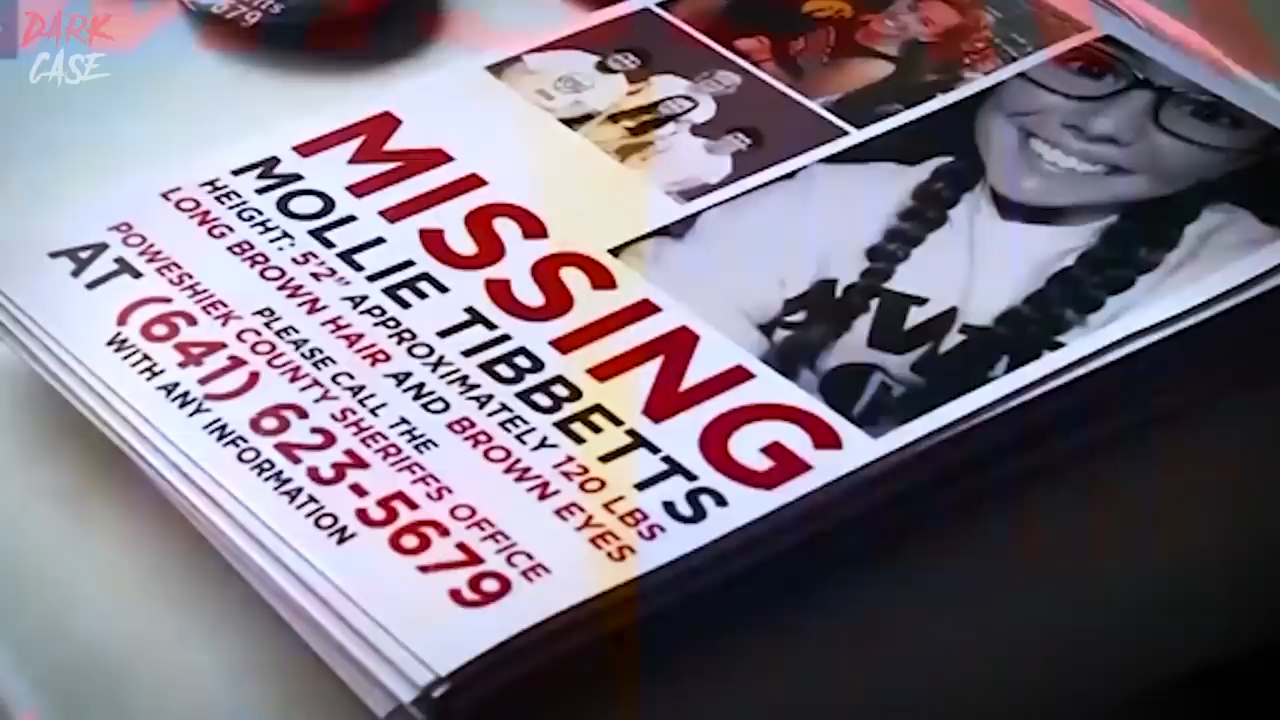 DARK
CASE
5679
MISSING
MOLLIE TIBBETTS
HEIGHT: 5'2" APPROXIMATELY 120 LBS
LONG BROWN HAIR AND BROWN EYES
PLEASE CALL THE
POWESHIEK COUNTY SHERIFFS OFFICE
AT (641) 623-5679
WITH ANY INFORMATION